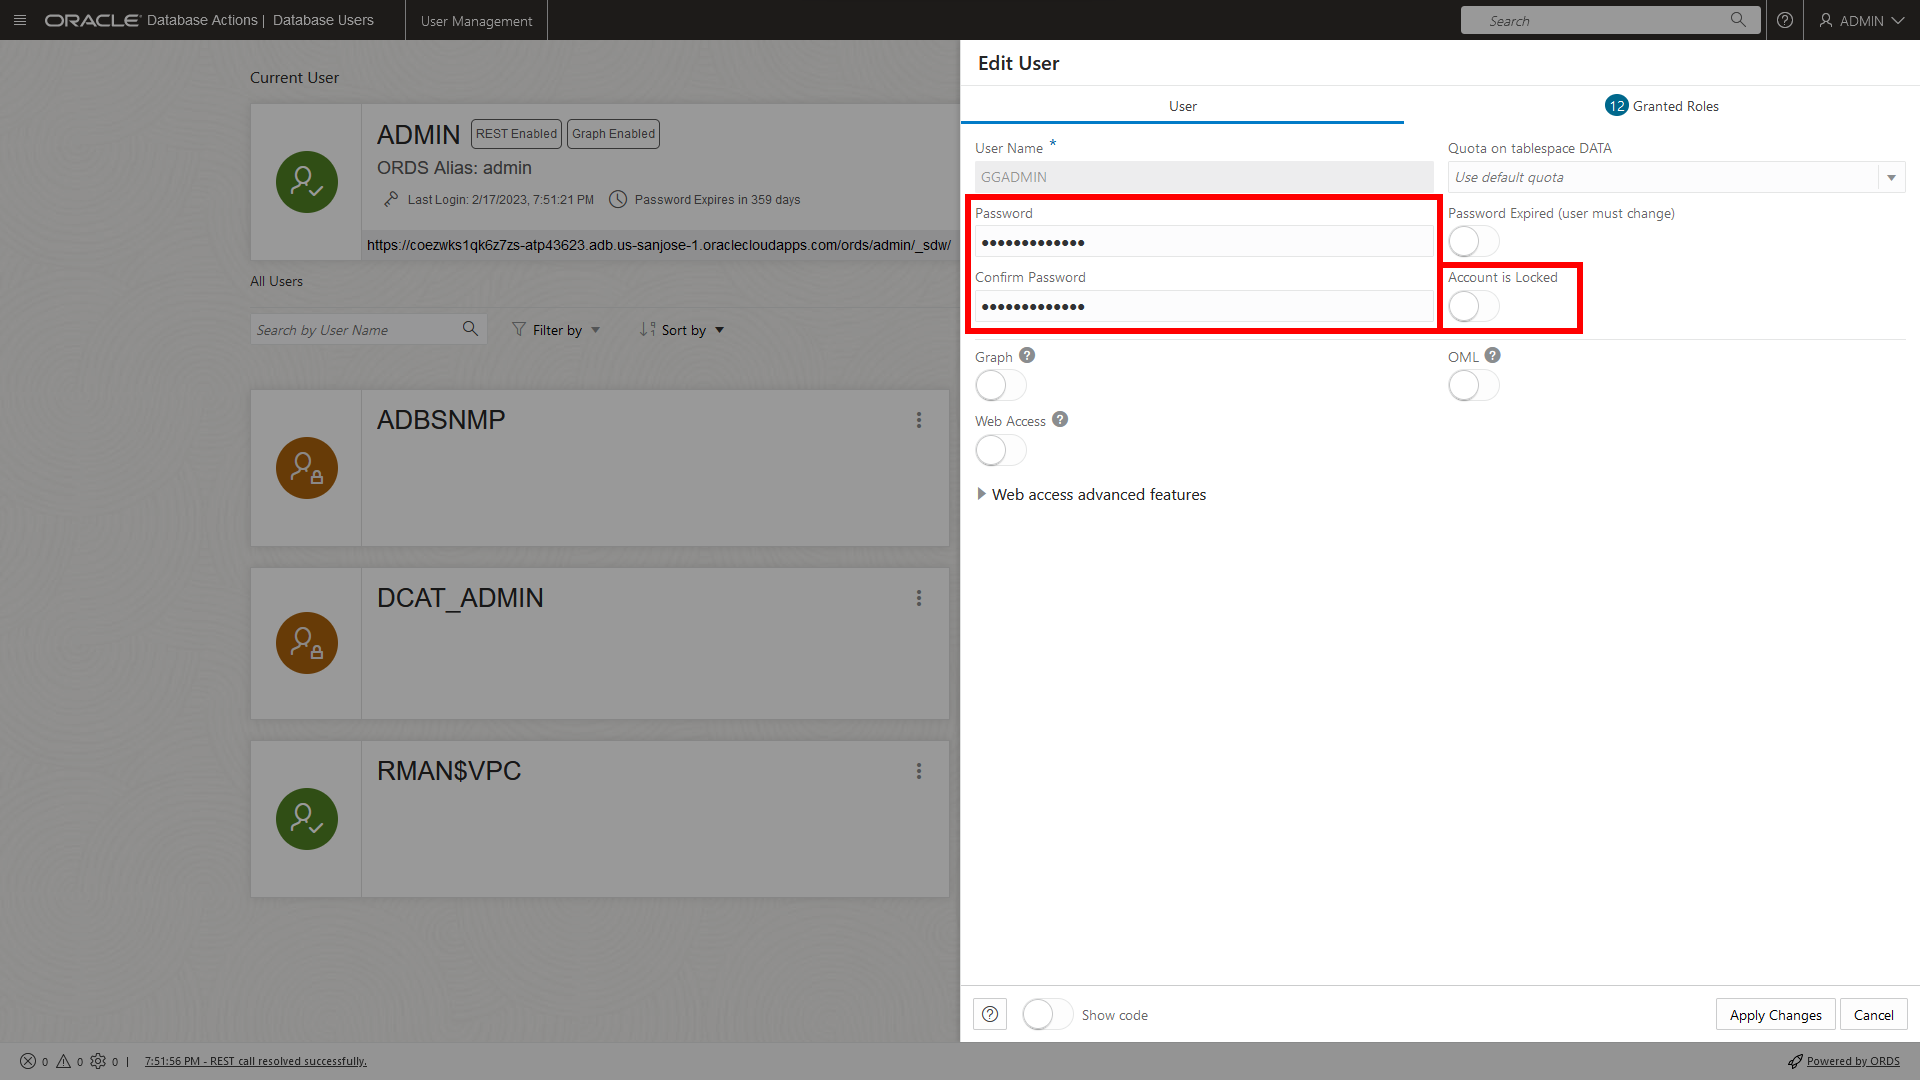 ORACLE Database Actions | Database Users
User Management
Search
ADMIN
Current User
ADMIN REST Enabled Graph Enabled
ORDS Alias: admin
Last Login: 2/17/2023, 7:51:21 PM Password Expires in 359 days
https://coezwks1qk6z7zs-atp43623.adb.us-sanjose-1.oraclecloudapps.com/ords/admin/_sdw/
All Users
Search by User Name
Filter by
Sort by
ADBSNMP
DCAT_ADMIN
RMAN$VPC
Edit User
User
12 Granted Roles
User Name *
GGADMIN
Quota on tablespace DATA
Use default quota
Password
•••••••••••••
Password Expired (user must change)
Confirm Password
•••••••••••••
Account is Locked
Graph ?
OML ?
Web Access ?
Web access advanced features
? Show code
Apply Changes
Cancel
0 0 0 | 7:51:56 PM - REST call resolved successfully.
Powered by ORDS